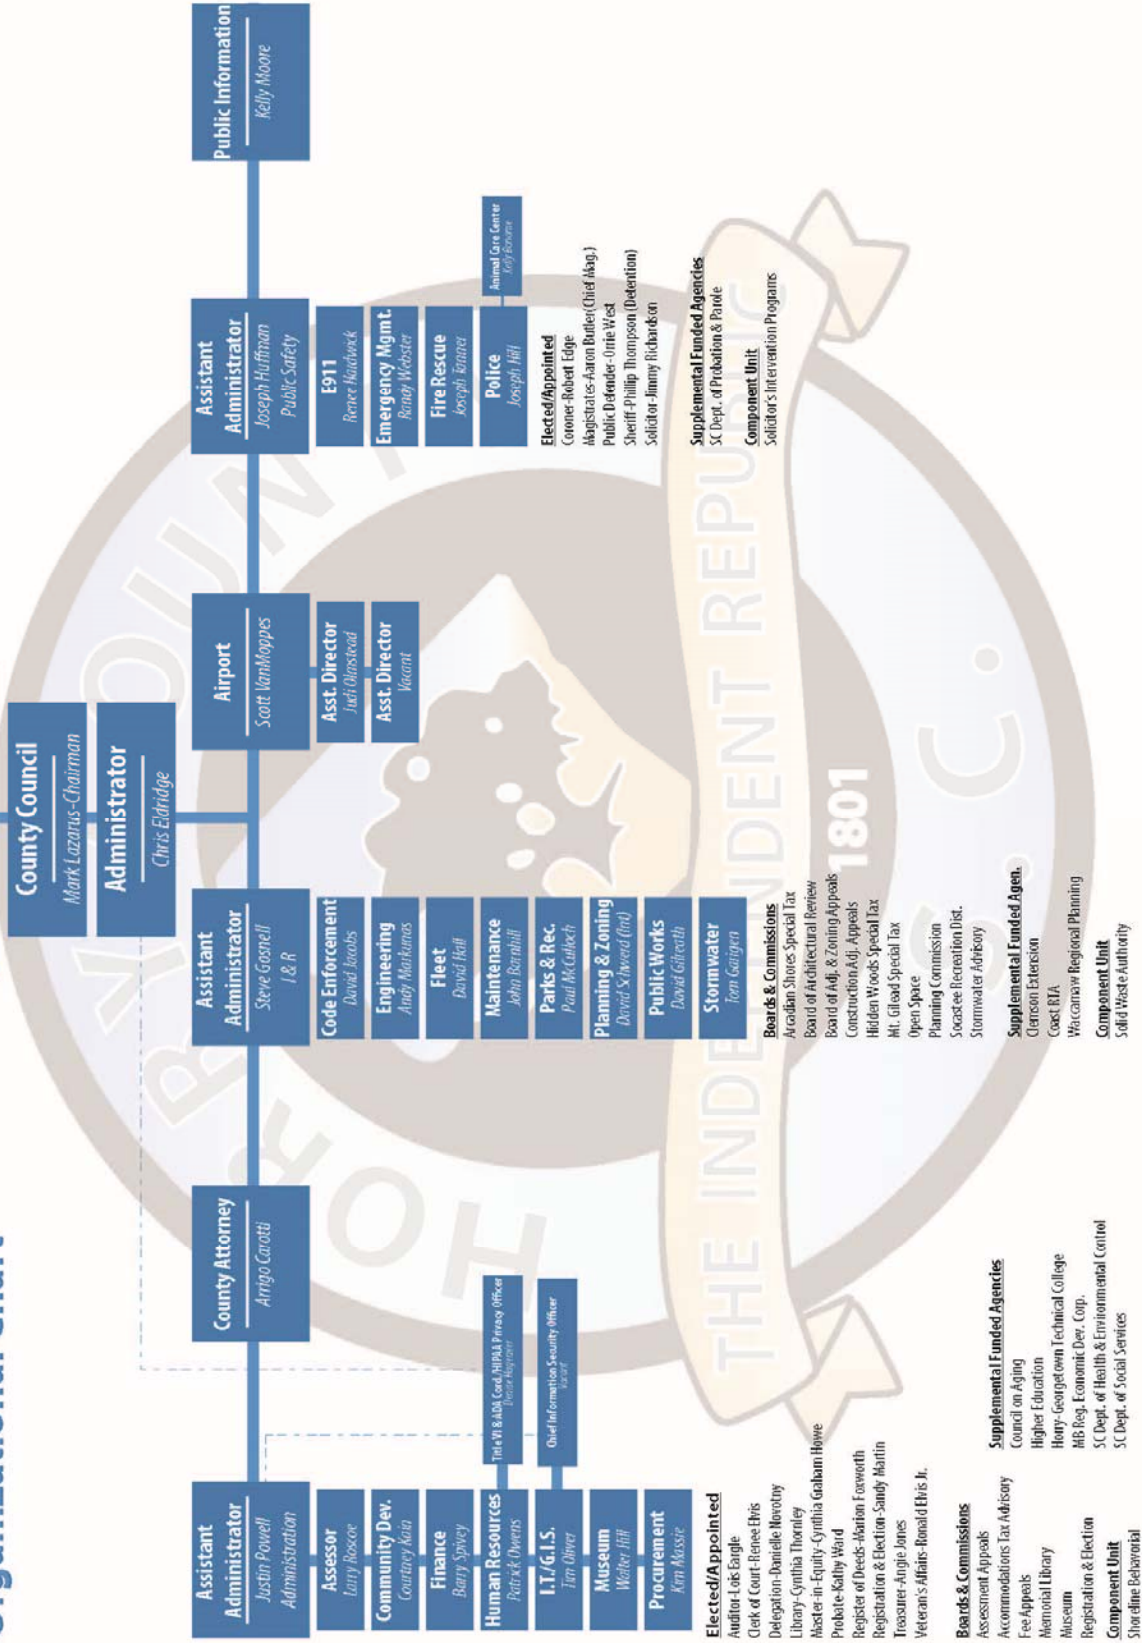 Organizational Chart
County Council
Mark Lazarus-Chairman
Administrator
Chris Eldridge
Assistant
Administrator
Justin Powell
Administration
Assessor
Larry Roscoe
Community Dev.
Courtney Kain
Finance
Barry Spivey
Human Resources
Patrick Owens
Title VI & ADA Cord./HIPAA Privacy Officer
I.T./G.I.S.
Tim Oliver
Chief Information Security Officer
Vacant
Museum
Walter Hill
Procurement
Kim Massie
Elected/Appointed
Auditor-Lois Eargle
Clerk of Court-Renee Elvis
Delegation-Danielle Novotny
Library-Cynthia Thornley
Master-in-Equity-Cynthia Graham Howe
Probate-Kathy Ward
Register of Deeds-Marion Foxworth
Registration & Election-Sandy Martin
Treasurer-Angie Jones
Veteran's Affairs-Ronald Elvis Jr.
Boards & Commissions
Assessment Appeals
Accommodations Tax Advisory
Fee Appeals
Memorial Library
Museum
Registration & Election
Component Unit
Shoreline Behavorial
Supplemental Funded Agencies
Council on Aging
Higher Education
Horry-Georgetown Technical College
MB Reg. Economic Dev. Corp.
SC Dept. of Health & Environmental Control
SC Dept. of Social Services
County Attorney
Arrigo Carotti
Assistant
Administrator
Steve Gosnell
I & R
Code Enforcement
David Jacobs
Engineering
Andy Markunas
Fleet
David Hall
Maintenance
John Barnhill
Parks & Rec.
Paul McCulloch
Planning & Zoning
David Schwerd (Int)
Public Works
David Gilreath
Stormwater
Tom Garigen
Boards & Commissions
Arcadian Shores Special Tax
Board of Architectural Review
Board of Adj. & Zoning Appeals
Construction Adj. Appeals
Hidden Woods Special Tax
Mt. Gilead Special Tax
Open Space
Planning Commission
Socastee Recreation Dist.
Stormwater Advisory
Supplemental Funded Agen.
Clemson Extension
Coast RTA
Waccamaw Regional Planning
Component Unit
Solid Waste Authority
Airport
Scott VanMoppes
Asst. Director
Judi Olmstead
Asst. Director
Vacant
Assistant
Administrator
Joseph Huffman
Public Safety
E911
Renee Hardwick
Emergency Mgmt.
Randy Webster
Fire Rescue
Joseph Tanner
Police
Joseph Hill
Animal Care Center
Elected/Appointed
Coroner-Robert Edge
Magistrates-Aaron Butler(Chief Mag.)
Public Defender-Orrie West
Sheriff-Phillip Thompson (Detention)
Solicitor-Jimmy Richardson
Supplemental Funded Agencies
SC Dept. of Probation & Parole
Component Unit
Solicitor's Intervention Programs
Public Information
Kelly Moore
HORRY COUNTY
THE INDEPENDENT REPUBLIC
1801
S. C.